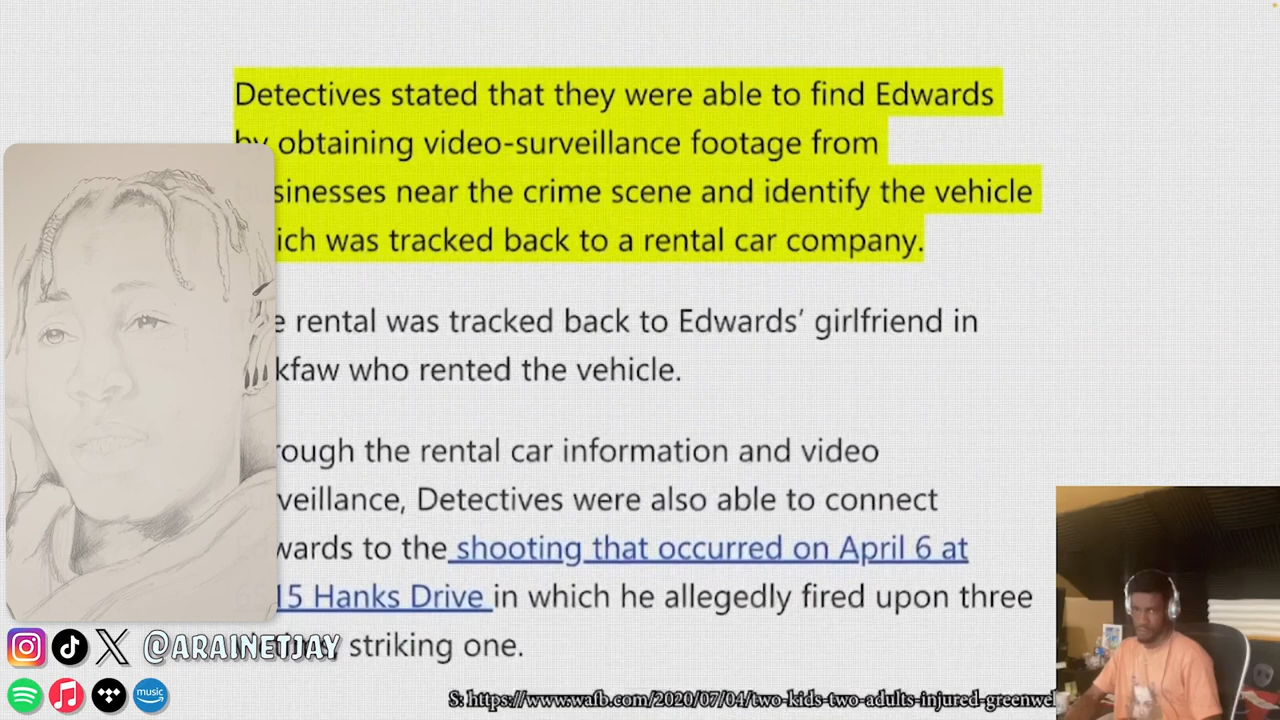 Detectives stated that they were able to find Edwards
by obtaining video-surveillance footage from
sinesses near the crime scene and identify the vehicle
ich was tracked back to a rental car company.
e rental was tracked back to Edwards’ girlfriend in
kfaw who rented the vehicle.
rough the rental car information and video
veillance, Detectives were also able to connect
wards to the shooting that occurred on April 6 at
15 Hanks Drive in which he allegedly fired upon three
striking one.
@ARAINETJAY
music
S: https://www.wafb.com/2020/07/04/two-kids-two-adults-injured-greenwel